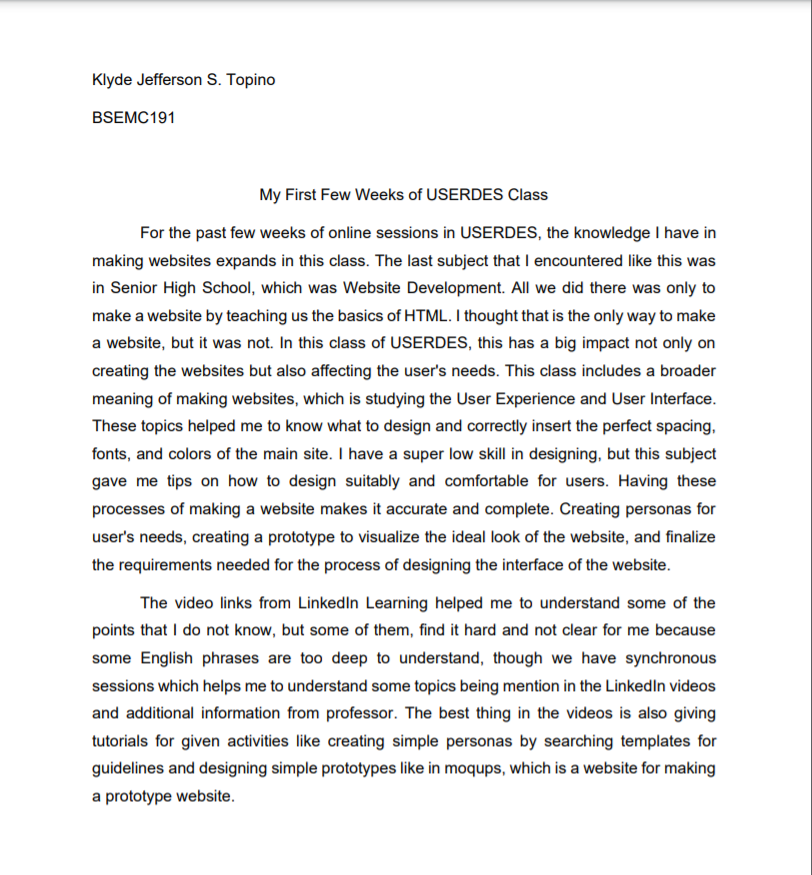 Klyde Jefferson S. Topino
BSEMC191
My First Few Weeks of USERDES Class
For the past few weeks of online sessions in USERDES, the knowledge I have in
making websites expands in this class. The last subject that I encountered like this was
in Senior High School, which was Website Development. All we did there was only to
make a website by teaching us the basics of HTML. I thought that is the only way to make
a website, but it was not. In this class of USERDES, this has a big impact not only on
creating the websites but also affecting the user's needs. This class includes a broader
meaning of making websites, which is studying the User Experience and User Interface.
These topics helped me to know what to design and correctly insert the perfect spacing,
fonts, and colors of the main site. I have a super low skill in designing, but this subject
gave me tips on how to design suitably and comfortable for users. Having these
processes of making a website makes it accurate and complete. Creating personas for
user's needs, creating a prototype to visualize the ideal look of the website, and finalize
the requirements needed for the process of designing the interface of the website.
The video links from LinkedIn Learning helped me to understand some of the
points that I do not know, but some of them, find it hard and not clear for me because
some English phrases are too deep to understand, though we have synchronous
sessions which helps me to understand some topics being mention in the LinkedIn videos
and additional information from professor. The best thing in the videos is also giving
tutorials for given activities like creating simple personas by searching templates for
guidelines and designing simple prototypes like in moqups, which is a website for making
a prototype website.